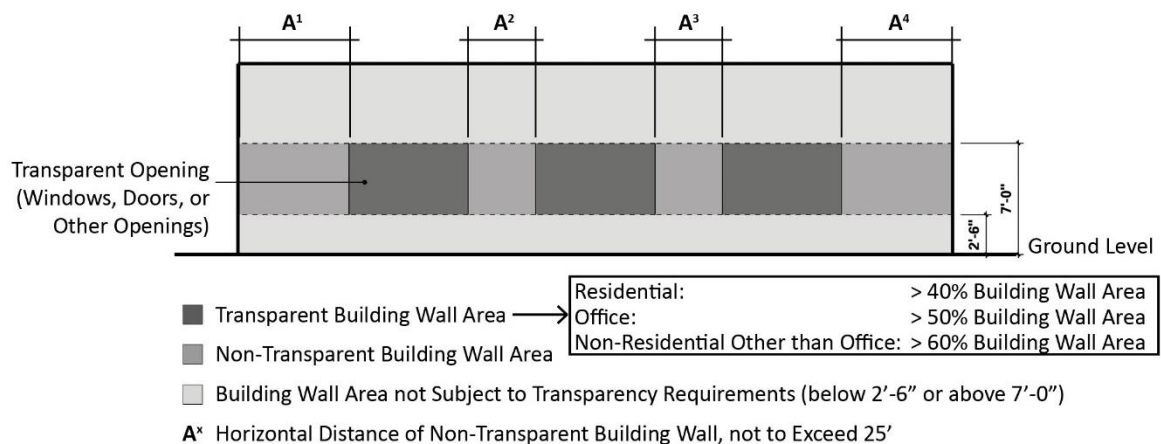 A¹ A² A³ A⁴
Transparent Opening
(Windows, Doors, or
Other Openings)
2'-6"
7'-0"
Ground Level
Transparent Building Wall Area
Residential: > 40% Building Wall Area
Office: > 50% Building Wall Area
Non-Residential Other than Office: > 60% Building Wall Area
Non-Transparent Building Wall Area
Building Wall Area not Subject to Transparency Requirements (below 2'-6" or above 7'-0")
Aˣ Horizontal Distance of Non-Transparent Building Wall, not to Exceed 25'